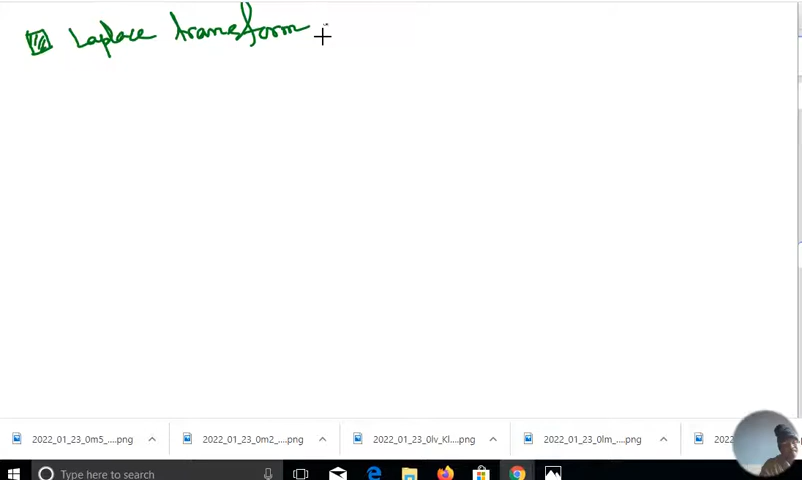 Laplace transform
2022_01_23_0m5_....png
2022_01_23_0m2_....png
2022_01_23_0lv_Kl....png
2022_01_23_0lm_....png
Type here to search